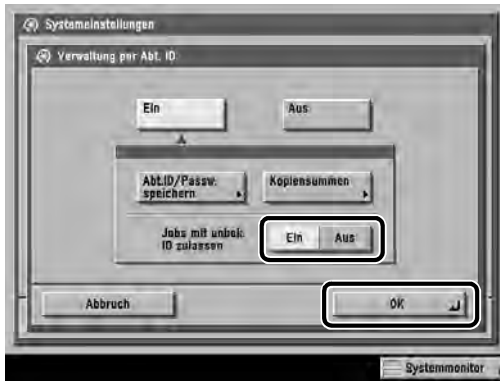 Systemeinstellungen
Verwaltung per Abt. ID
Ein
Aus
Abt.ID/Passw. speichern
Kopiensummen
Jobs mit unbek. ID zulassen
Ein
Aus
Abbruch
OK
Systemmonitor